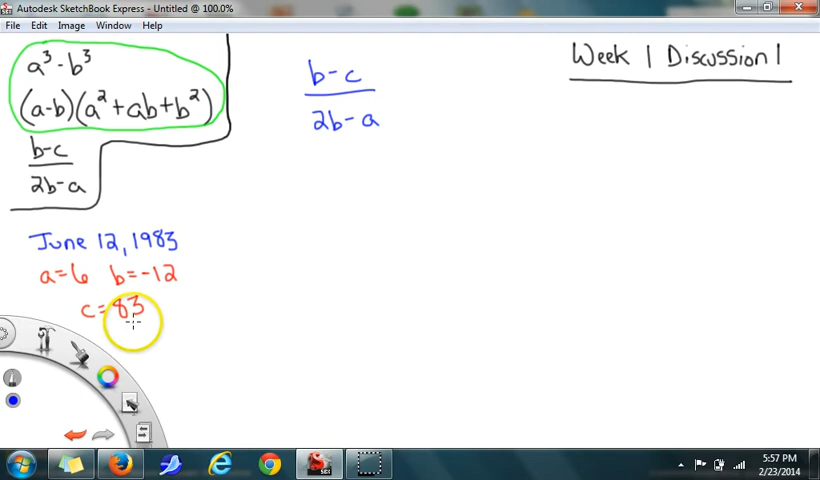 Autodesk SketchBook Express - Untitled @ 100.0%
File Edit Image Window Help
a³ - b³
(a-b)(a² + ab + b²)
b-c
2b-a
June 12, 1983
a=6 b=-12
c=83
b-c
2b-a
Week 1 Discussion 1
SBX
5:57 PM
2/23/2014